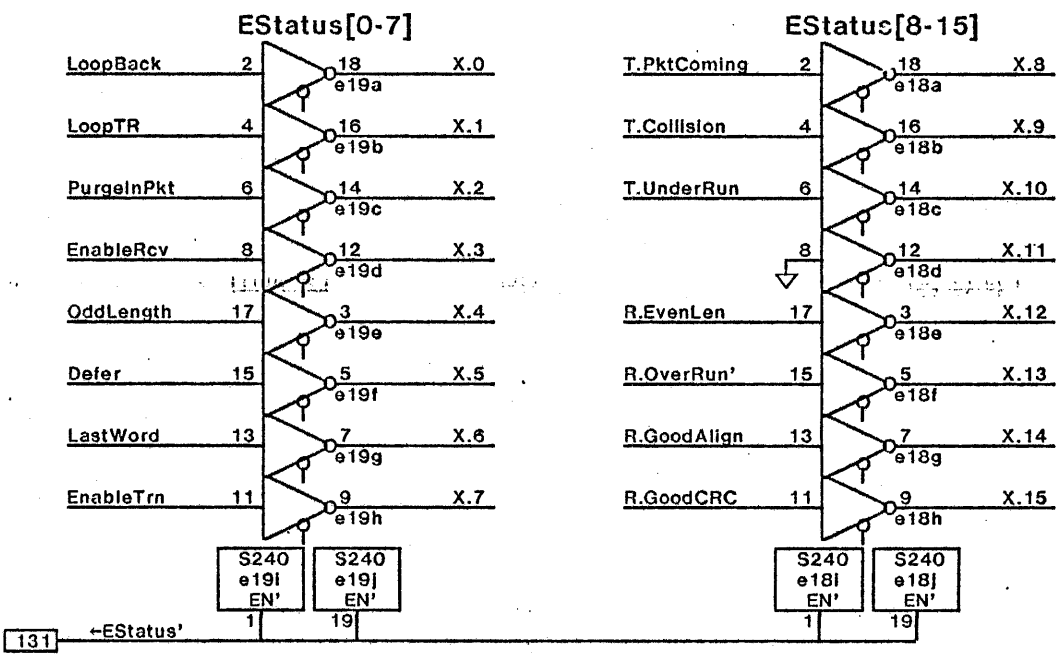 EStatus[0-7] EStatus[8-15]
LoopBack 2 18 X.0 T.PktComing 2 18 X.8
e19a e18a
LoopTR 4 16 X.1 T.Collision 4 16 X.9
e19b e18b
PurgeInPkt 6 14 X.2 T.UnderRun 6 14 X.10
e19c e18c
EnableRcv 8 12 X.3 8 12 X.11
e19d e18d
OddLength 17 3 X.4 R.EvenLen 17 3 X.12
e19e e18e
Defer 15 5 X.5 R.OverRun' 15 5 X.13
e19f e18f
LastWord 13 7 X.6 R.GoodAlign 13 7 X.14
e19g e18g
EnableTrn 11 9 X.7 R.GoodCRC 11 9 X.15
e19h e18h
S240 S240 S240 S240
e19i e19j e18i e18j
EN' EN' EN' EN'
1 19 1 19
131 ←EStatus'